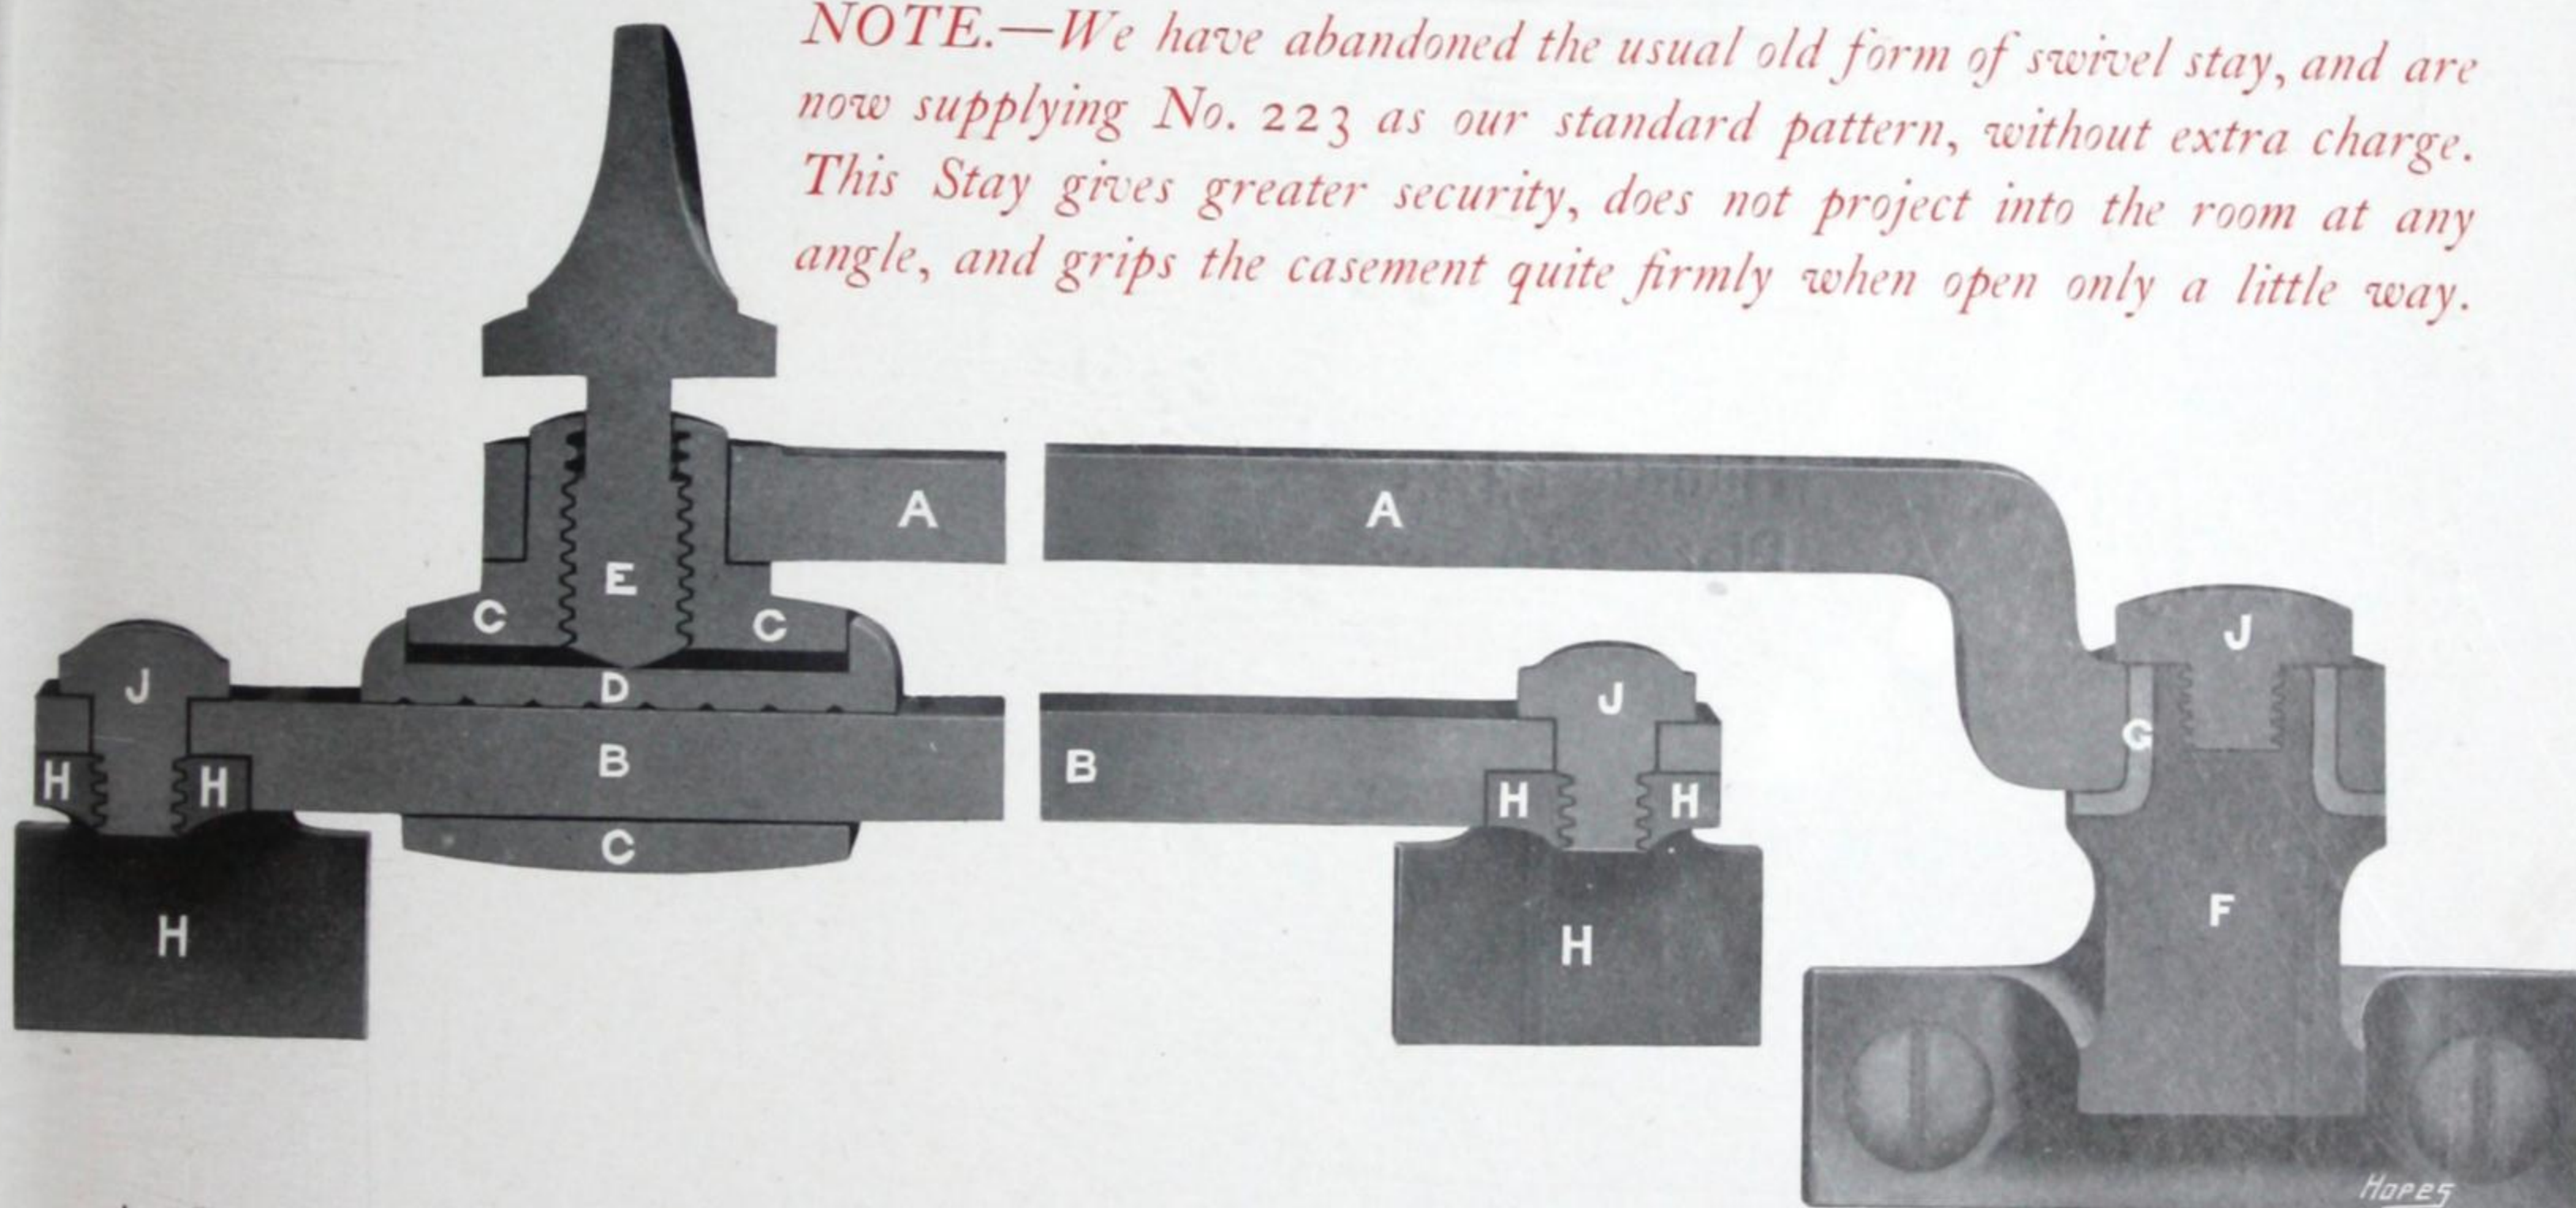 NOTE.—We have abandoned the usual old form of swivel stay, and are
now supplying No. 223 as our standard pattern, without extra charge.
This Stay gives greater security, does not project into the room at any
angle, and grips the casement quite firmly when open only a little way.
A A
E
C C
J J J
D
G
B B
H H H H
C
F
H H
HOPES